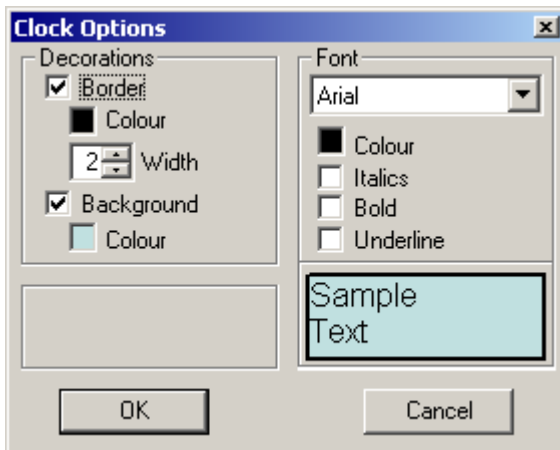 Clock Options
Decorations
Border
Colour
2 Width
Background
Colour
Font
Arial
Colour
Italics
Bold
Underline
Sample
Text
OK
Cancel